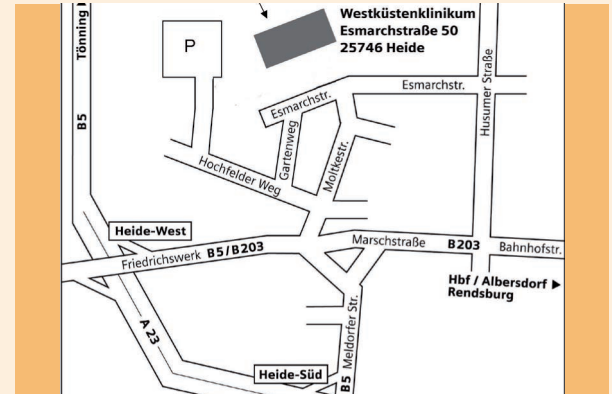 Tönning
Westküstenklinikum
Esmarchstraße 50
25746 Heide
P
Esmarchstr.
Esmarchstr.
Husumer Straße
B5
Gartenweg
Moltkestr.
Hochfelder Weg
Heide-West
Friedrichswerk B5/B203
Marschstraße B203 Bahnhofstr.
Hbf / Albersdorf
Rendsburg
A 23
Meldorfer Str.
Heide-Süd
B5